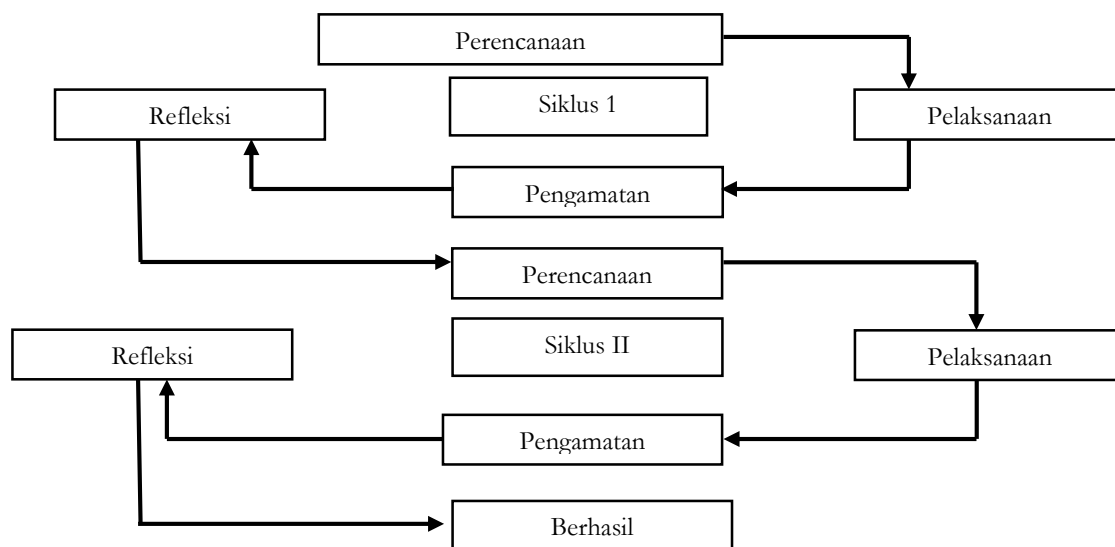 Perencanaan
Siklus 1
Refleksi
Pelaksanaan
Pengamatan
Perencanaan
Siklus II
Refleksi
Pelaksanaan
Pengamatan
Berhasil